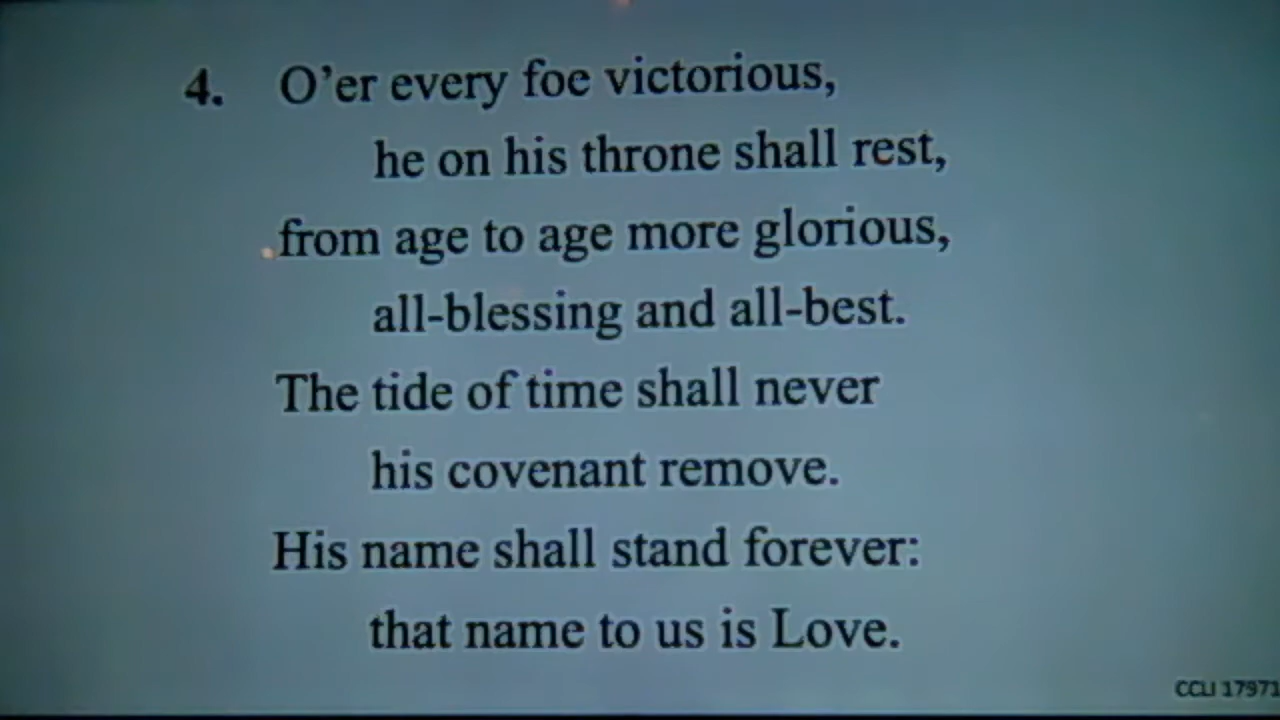 4. O'er every foe victorious,
he on his throne shall rest,
from age to age more glorious,
all-blessing and all-best.
The tide of time shall never
his covenant remove.
His name shall stand forever:
that name to us is Love.
CCLI 17971